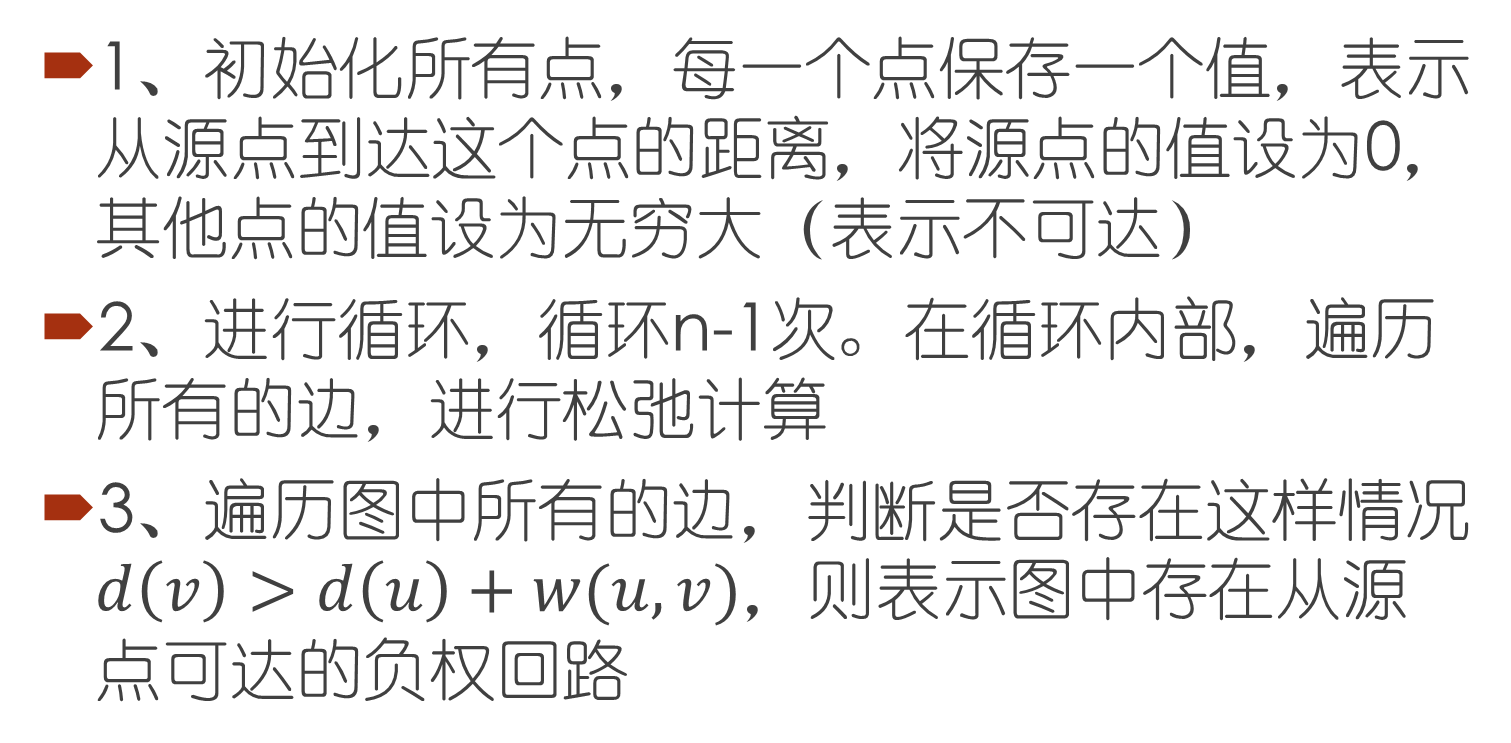 1、初始化所有点，每一个点保存一个值，表示
从源点到达这个点的距离，将源点的值设为0，
其他点的值设为无穷大（表示不可达）
2、进行循环，循环n-1次。在循环内部，遍历
所有的边，进行松弛计算
3、遍历图中所有的边，判断是否存在这样情况
d(v) > d(u) + w(u, v)，则表示图中存在从源
点可达的负权回路